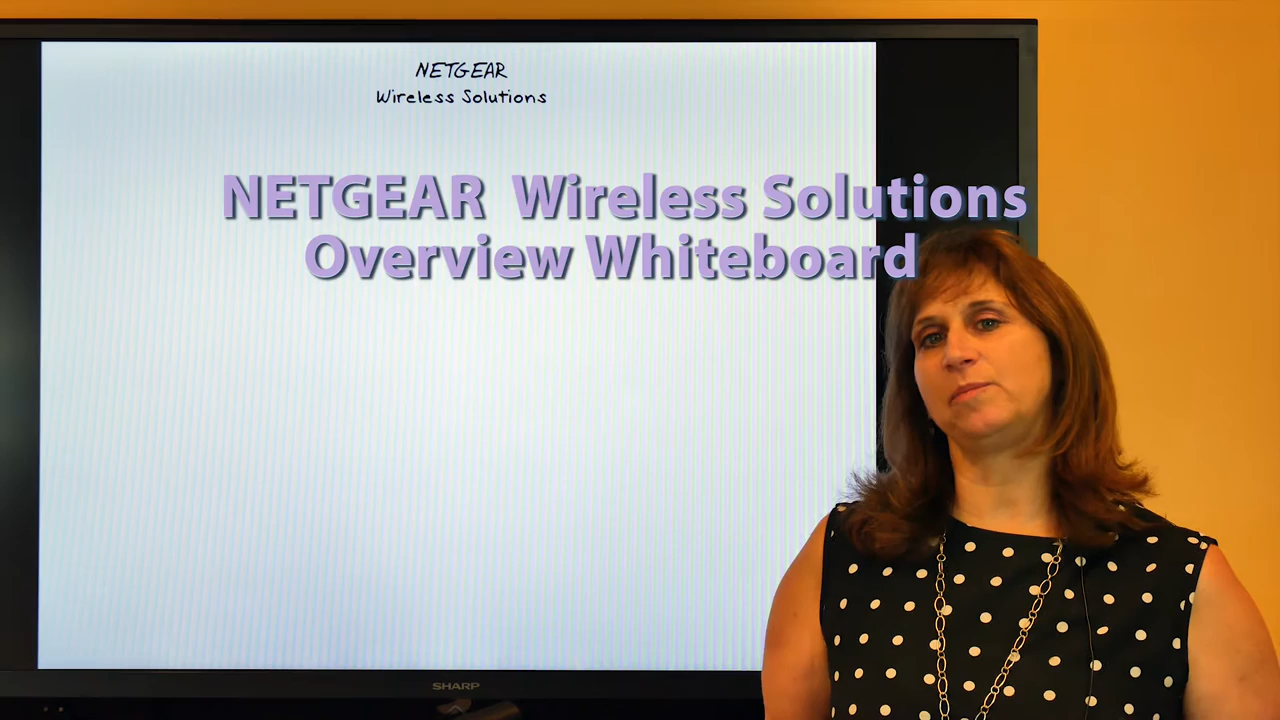 NETGEAR
Wireless Solutions
NETGEAR Wireless Solutions
Overview Whiteboard
SHARP